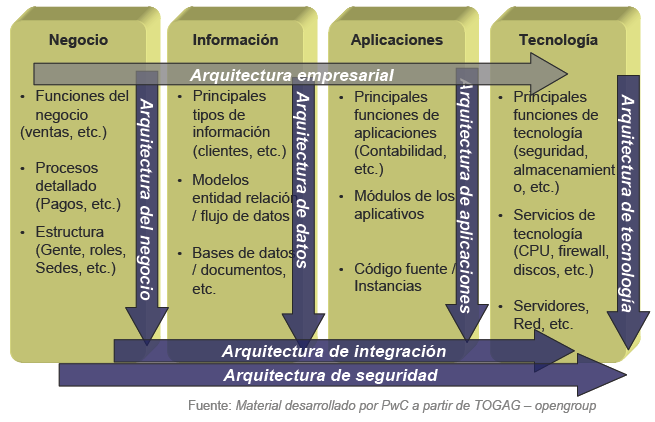 Negocio
Información
Aplicaciones
Tecnología
Arquitectura empresarial
• Funciones del
negocio
(ventas, etc.)
• Procesos
detallado
(Pagos, etc.)
• Estructura
(Gente, roles,
Sedes, etc.)
Arquitectura del negocio
• Principales
tipos de
información
(clientes, etc.)
• Modelos
entidad relación
/ flujo de datos
• Bases de datos
/ documentos,
etc.
Arquitectura de datos
• Principales
funciones de
aplicaciones
(Contabilidad,
etc.)
• Módulos de los
aplicativos
• Código fuente /
Instancias
Arquitectura de aplicaciones
• Principales
funciones de
tecnología
(seguridad,
almacenamient
o, etc.)
• Servicios de
tecnología
(CPU, firewall,
discos, etc.)
• Servidores,
Red, etc.
Arquitectura de tecnología
Arquitectura de integración
Arquitectura de seguridad
Fuente: Material desarrollado por PwC a partir de TOGAG – opengroup